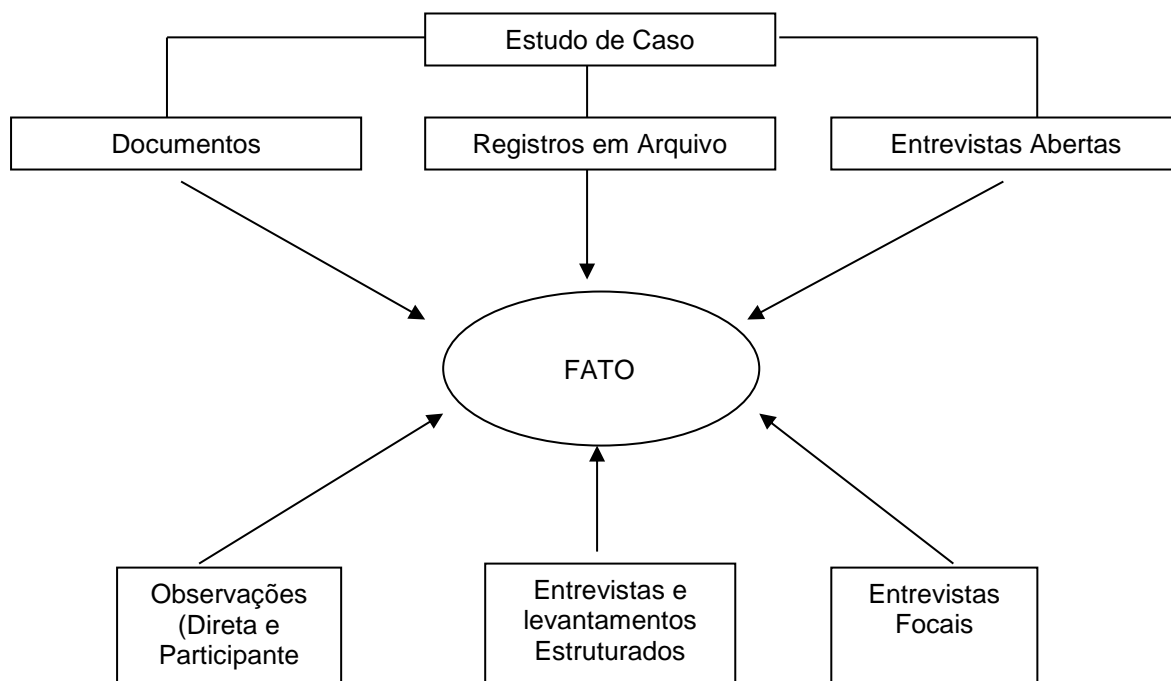 Estudo de Caso
Documentos
Registros em Arquivo
Entrevistas Abertas
FATO
Observações
(Direta e
Participante
Entrevistas e
levantamentos
Estruturados
Entrevistas
Focais